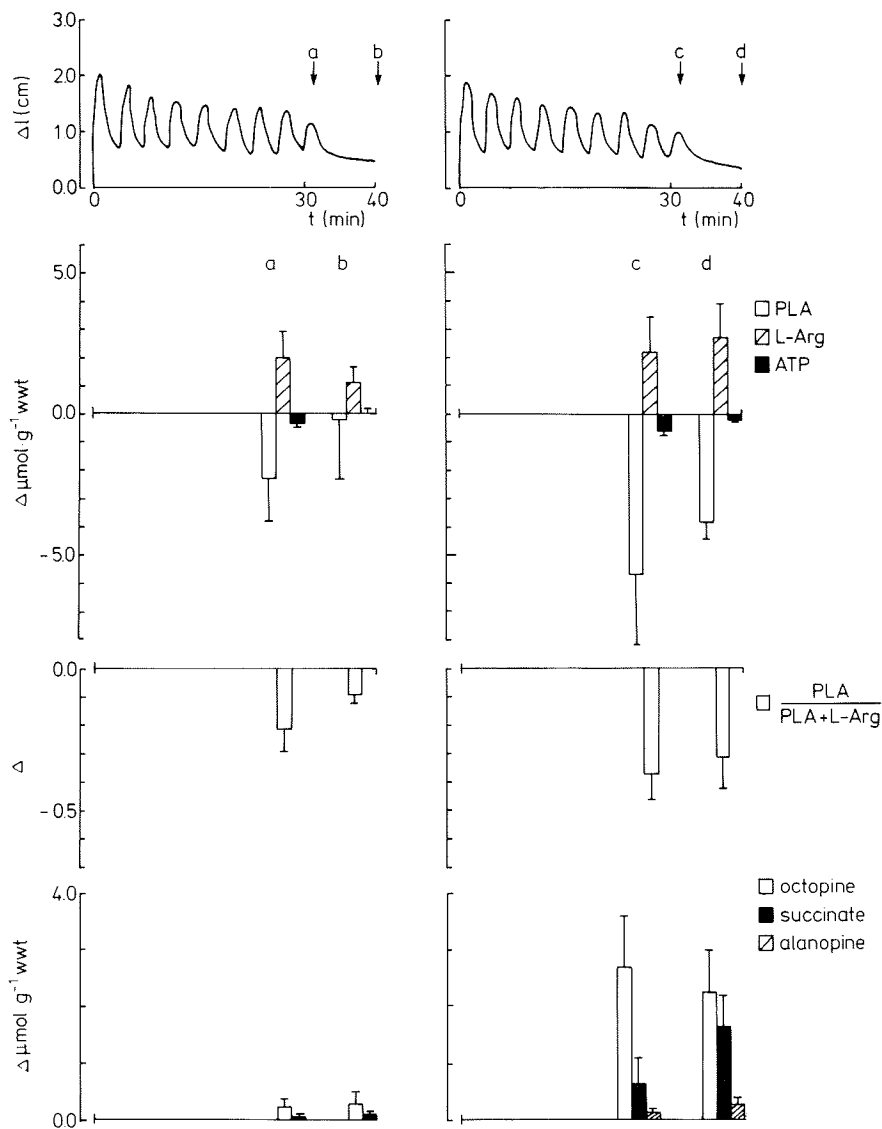 Δl (cm)
3.0
2.0
1.0
0.0
a b
0 30 40
t (min)
c d
0 30 40
t (min)
Δ μmol·g⁻¹ wwt
5.0
0.0
-5.0
a b
c d
PLA
L-Arg
ATP
Δ
0.0
-0.5
PLA
PLA+L-Arg
Δ μmol g⁻¹ wwt
4.0
0.0
octopine
succinate
alanopine